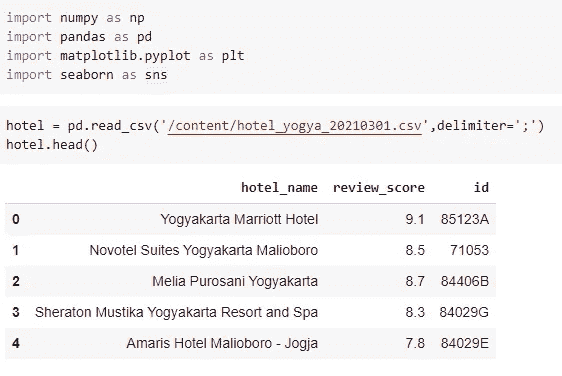 import numpy as np
import pandas as pd
import matplotlib.pyplot as plt
import seaborn as sns
hotel = pd.read_csv('/content/hotel_yogya_20210301.csv',delimiter=';')
hotel.head()
hotel_name review_score id
0 Yogyakarta Marriott Hotel 9.1 85123A
1 Novotel Suites Yogyakarta Malioboro 8.5 71053
2 Melia Purosani Yogyakarta 8.7 84406B
3 Sheraton Mustika Yogyakarta Resort and Spa 8.3 84029G
4 Amaris Hotel Malioboro - Jogja 7.8 84029E